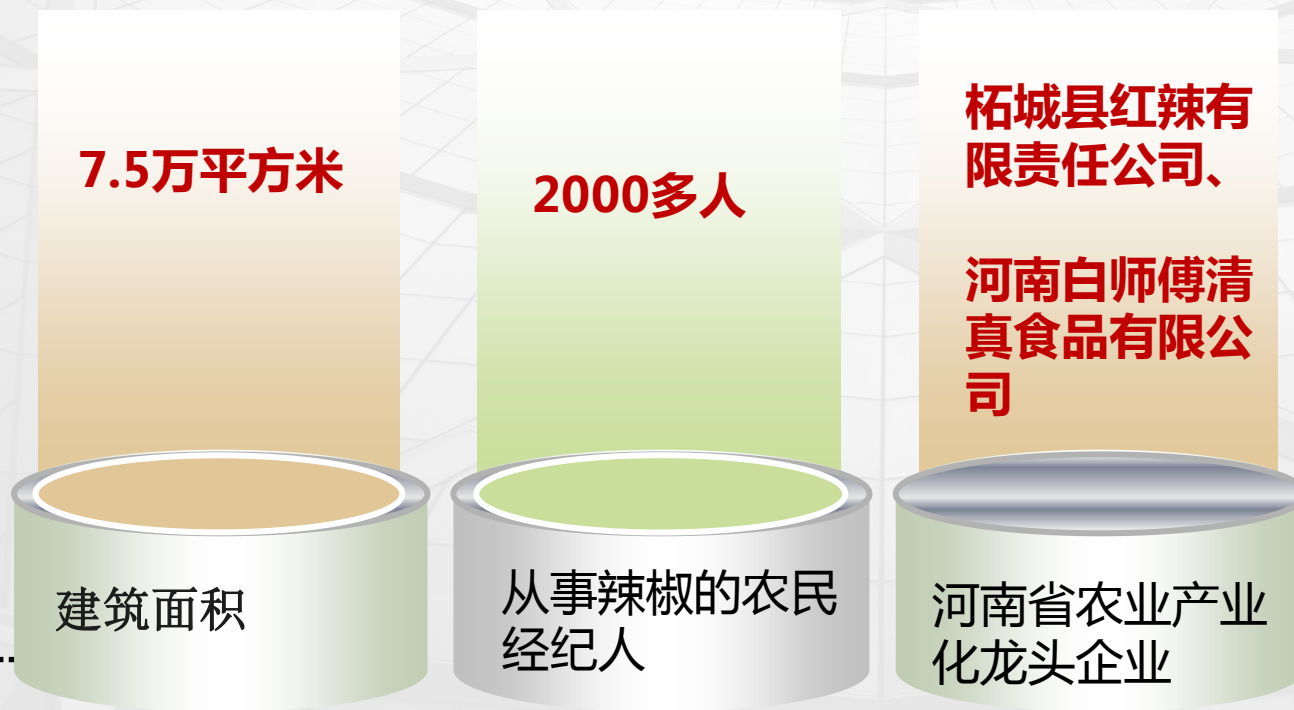 7.5万平方米
2000多人
柘城县红辣有
限责任公司、
河南白师傅清
真食品有限公
司
建筑面积
从事辣椒的农民
经纪人
河南省农业产业
化龙头企业